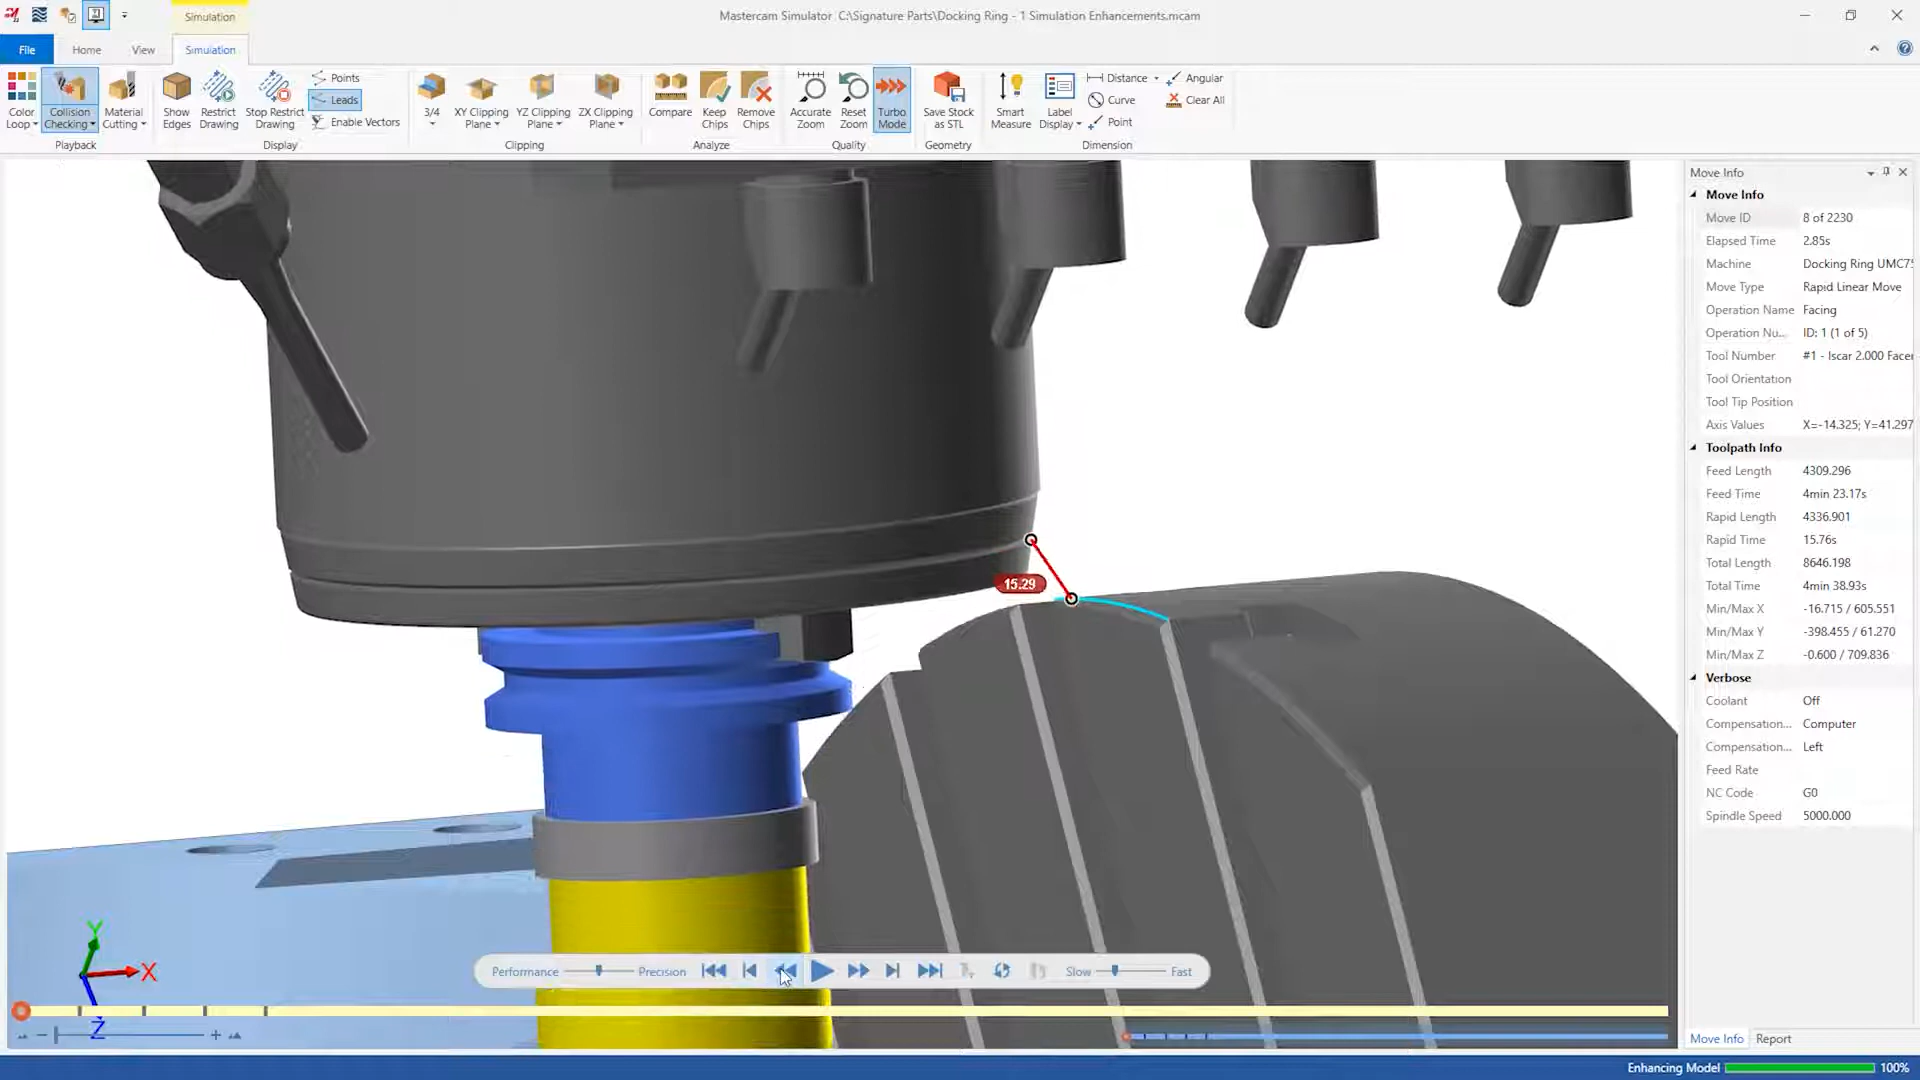 Simulation
Mastercam Simulator C:\Signature Parts\Docking Ring - 1 Simulation Enhancements.mcam
File
Home
View
Simulation
Color Loop
Collision Checking
Material Cutting
Playback
Show Edges
Restrict Drawing
Stop Restrict Drawing
Points
Leads
Enable Vectors
Display
3/4
XY Clipping Plane
YZ Clipping Plane
ZX Clipping Plane
Clipping
Compare
Keep Chips
Remove Chips
Analyze
Accurate Zoom
Reset Zoom
Turbo Mode
Quality
Save Stock as STL
Geometry
Smart Measure
Label Display
Distance
Curve
Point
Angular
Clear All
Dimension
15.29
Y
X
Z
Performance
Precision
Slow
Fast
Move Info
Move Info
Move ID 8 of 2230
Elapsed Time 2.85s
Machine Docking Ring UMC75
Move Type Rapid Linear Move
Operation Name Facing
Operation Nu... ID: 1 (1 of 5)
Tool Number #1 - Iscar 2.000 Facer
Tool Orientation
Tool Tip Position
Axis Values X=-14.325; Y=41.297
Toolpath Info
Feed Length 4309.296
Feed Time 4min 23.17s
Rapid Length 4336.901
Rapid Time 15.76s
Total Length 8646.198
Total Time 4min 38.93s
Min/Max X -16.715 / 605.551
Min/Max Y -398.455 / 61.270
Min/Max Z -0.600 / 709.836
Verbose
Coolant Off
Compensation... Computer
Compensation... Left
Feed Rate
NC Code G0
Spindle Speed 5000.000
Move Info
Report
Enhancing Model 100%